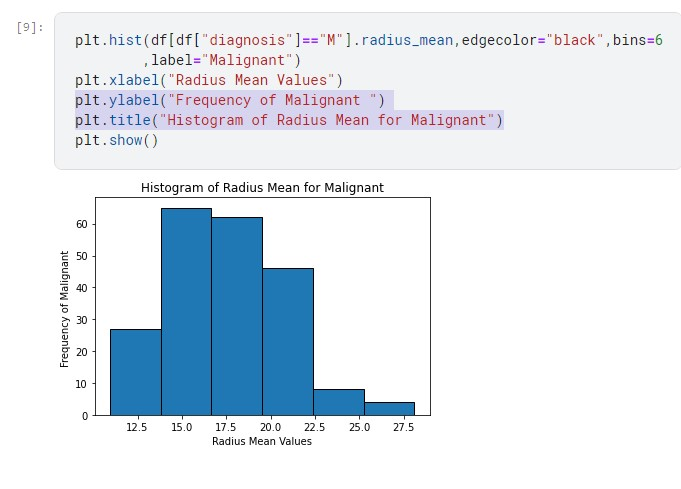 [9]:
plt.hist(df[df["diagnosis"]=="M"].radius_mean,edgecolor="black",bins=6
,label="Malignant")
plt.xlabel("Radius Mean Values")
plt.ylabel("Frequency of Malignant ")
plt.title("Histogram of Radius Mean for Malignant")
plt.show()
Histogram of Radius Mean for Malignant
Frequency of Malignant
60
50
40
30
20
10
0
12.5 15.0 17.5 20.0 22.5 25.0 27.5
Radius Mean Values